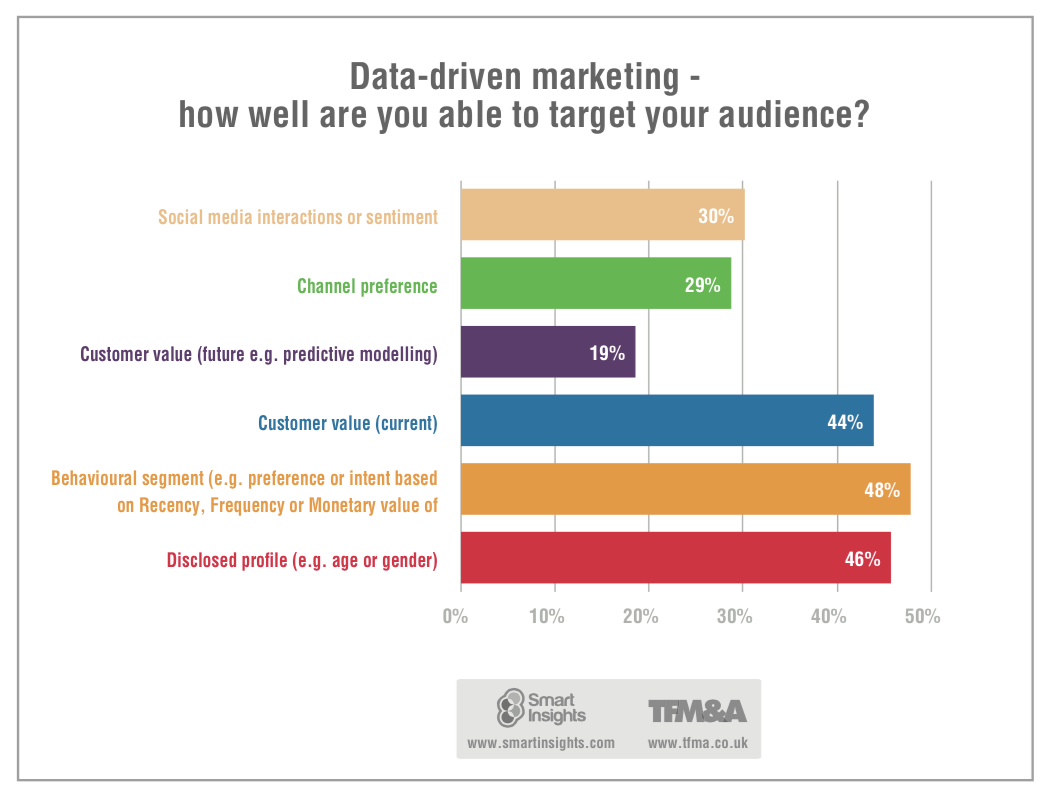 Data-driven marketing -
how well are you able to target your audience?
Social media interactions or sentiment
30%
Channel preference
29%
Customer value (future e.g. predictive modelling)
19%
Customer value (current)
44%
Behavioural segment (e.g. preference or intent based
on Recency, Frequency or Monetary value of
48%
Disclosed profile (e.g. age or gender)
46%
0% 10% 20% 30% 40% 50%
Smart
Insights
www.smartinsights.com
TFM&A
www.tfma.co.uk